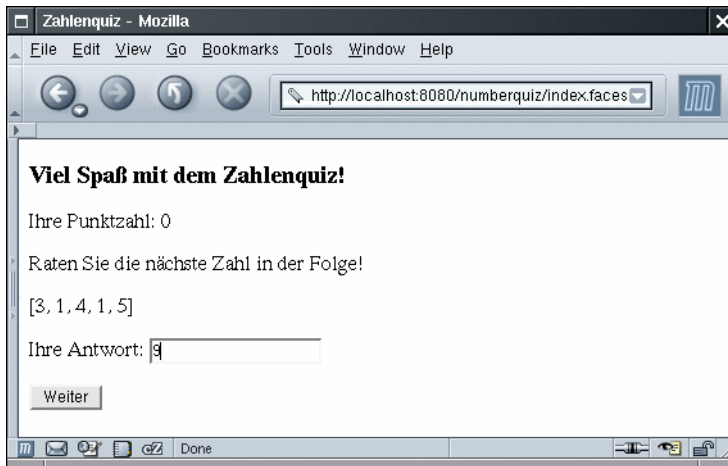 Zahlenquiz - Mozilla
File Edit View Go Bookmarks Tools Window Help
http://localhost:8080/numberquiz/index.faces
Viel Spaß mit dem Zahlenquiz!
Ihre Punktzahl: 0
Raten Sie die nächste Zahl in der Folge!
[3, 1, 4, 1, 5]
Ihre Antwort: 9
Weiter
Done